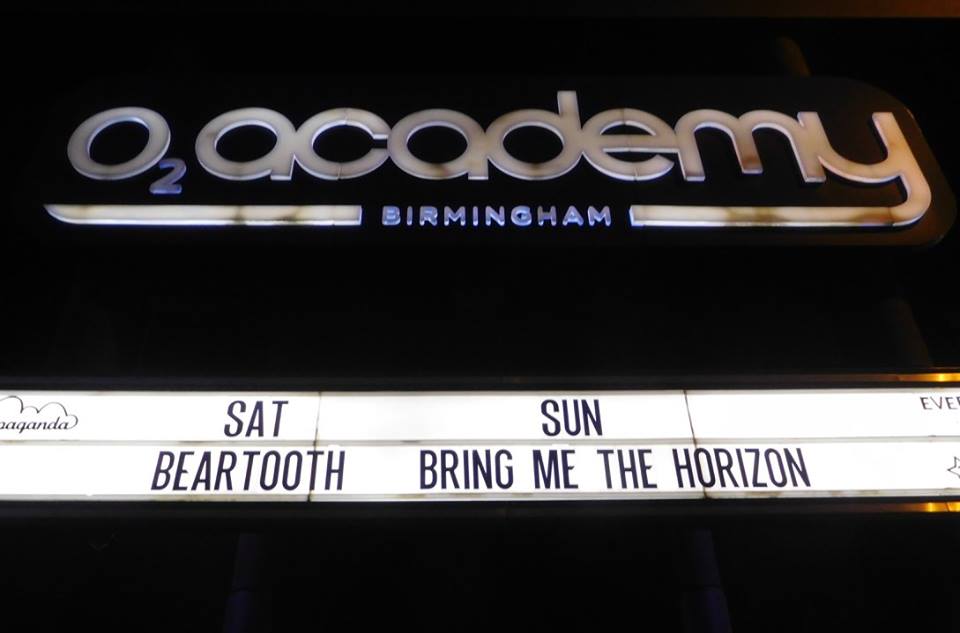 O2 academy
BIRMINGHAM
SAT SUN
BEARTOOTH BRING ME THE HORIZON